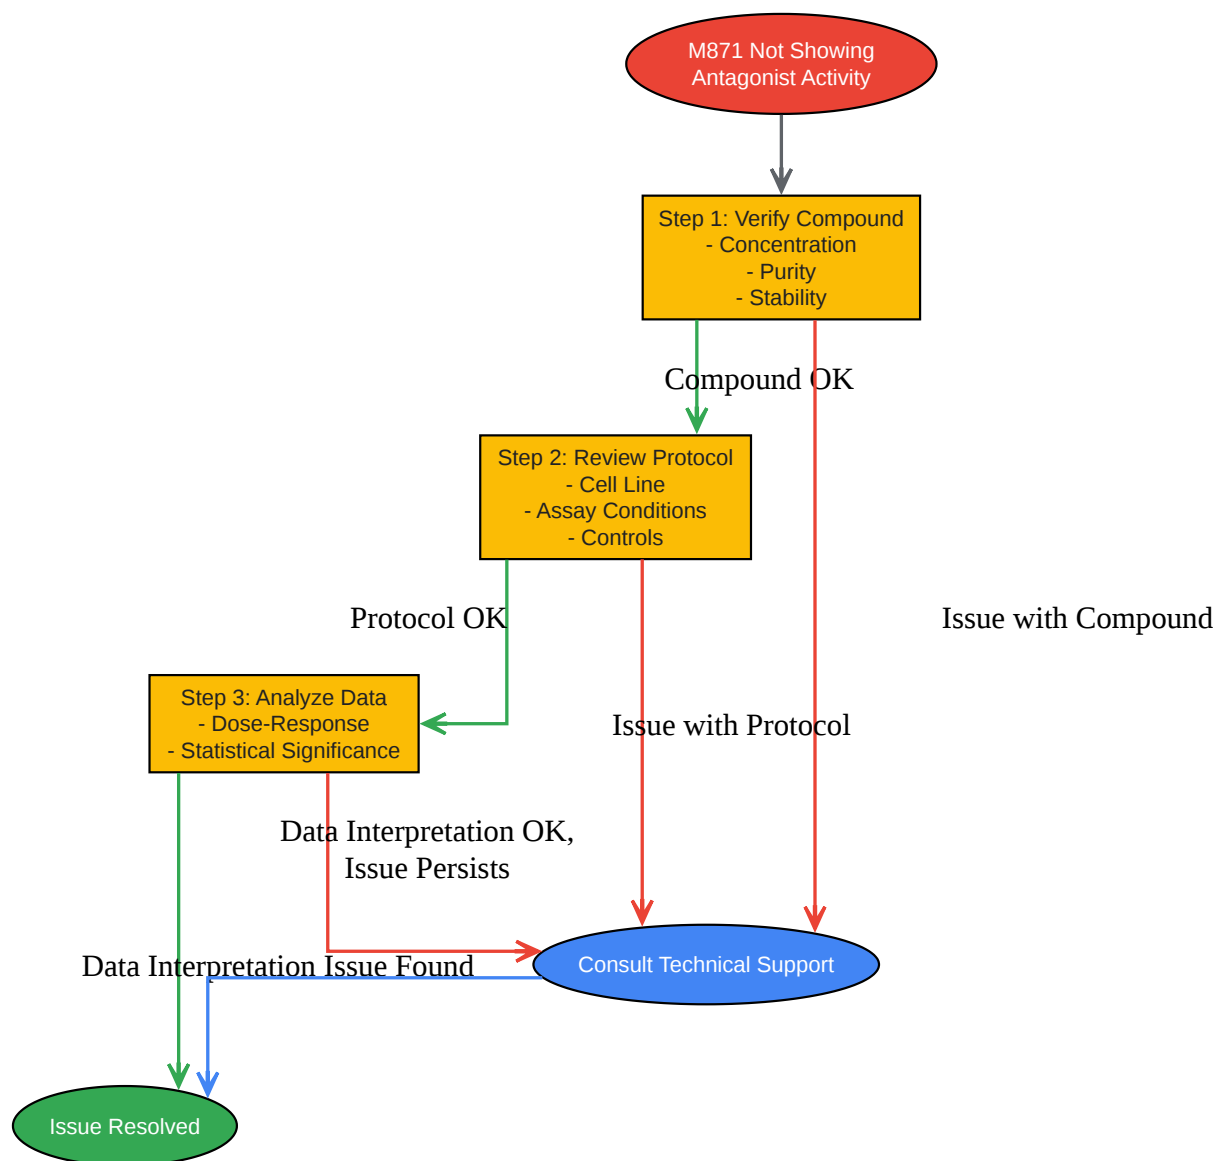 M871 Not Showing
Antagonist Activity
Step 1: Verify Compound
- Concentration
- Purity
- Stability
Compound OK
Step 2: Review Protocol
- Cell Line
- Assay Conditions
- Controls
Protocol OK
Issue with Compound
Step 3: Analyze Data
- Dose-Response
- Statistical Significance
Issue with Protocol
Data Interpretation OK,
Issue Persists
Data Interpretation Issue Found
Consult Technical Support
Issue Resolved